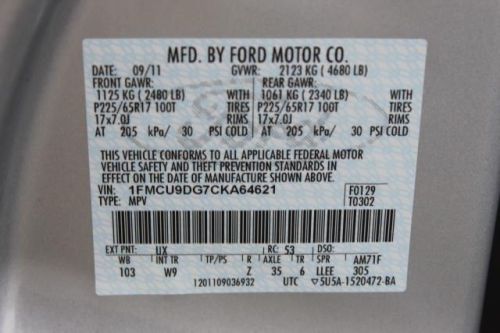 MFD. BY FORD MOTOR CO.
DATE: 09/11 GVWR: 2123 KG ( 4680 LB)
FRONT GAWR: REAR GAWR:
1125 KG ( 2480 LB) WITH 1061 KG ( 2340 LB) WITH
P225/65R17 100T TIRES P225/65R17 100T TIRES
17x7.0J RIMS 17x7.0J RIMS
AT 205 kPa/ 30 PSI COLD AT 205 kPa/ 30 PSI COLD
THIS VEHICLE CONFORMS TO ALL APPLICABLE FEDERAL MOTOR
VEHICLE SAFETY AND THEFT PREVENTION STANDARDS IN
EFFECT ON THE DATE OF MANUFACTURE SHOWN ABOVE.
VIN: 1FMCU9DG7CKA64621 F0129
TYPE: MPV T0302
EXT PNT: UX RC: 53 DSO:
WB INT TR TP/PS R AXLE TR SPR AM71F
103 W9 Z 35 6 LLEE 305
1201109036932 UTC 5U5A-1520472-BA